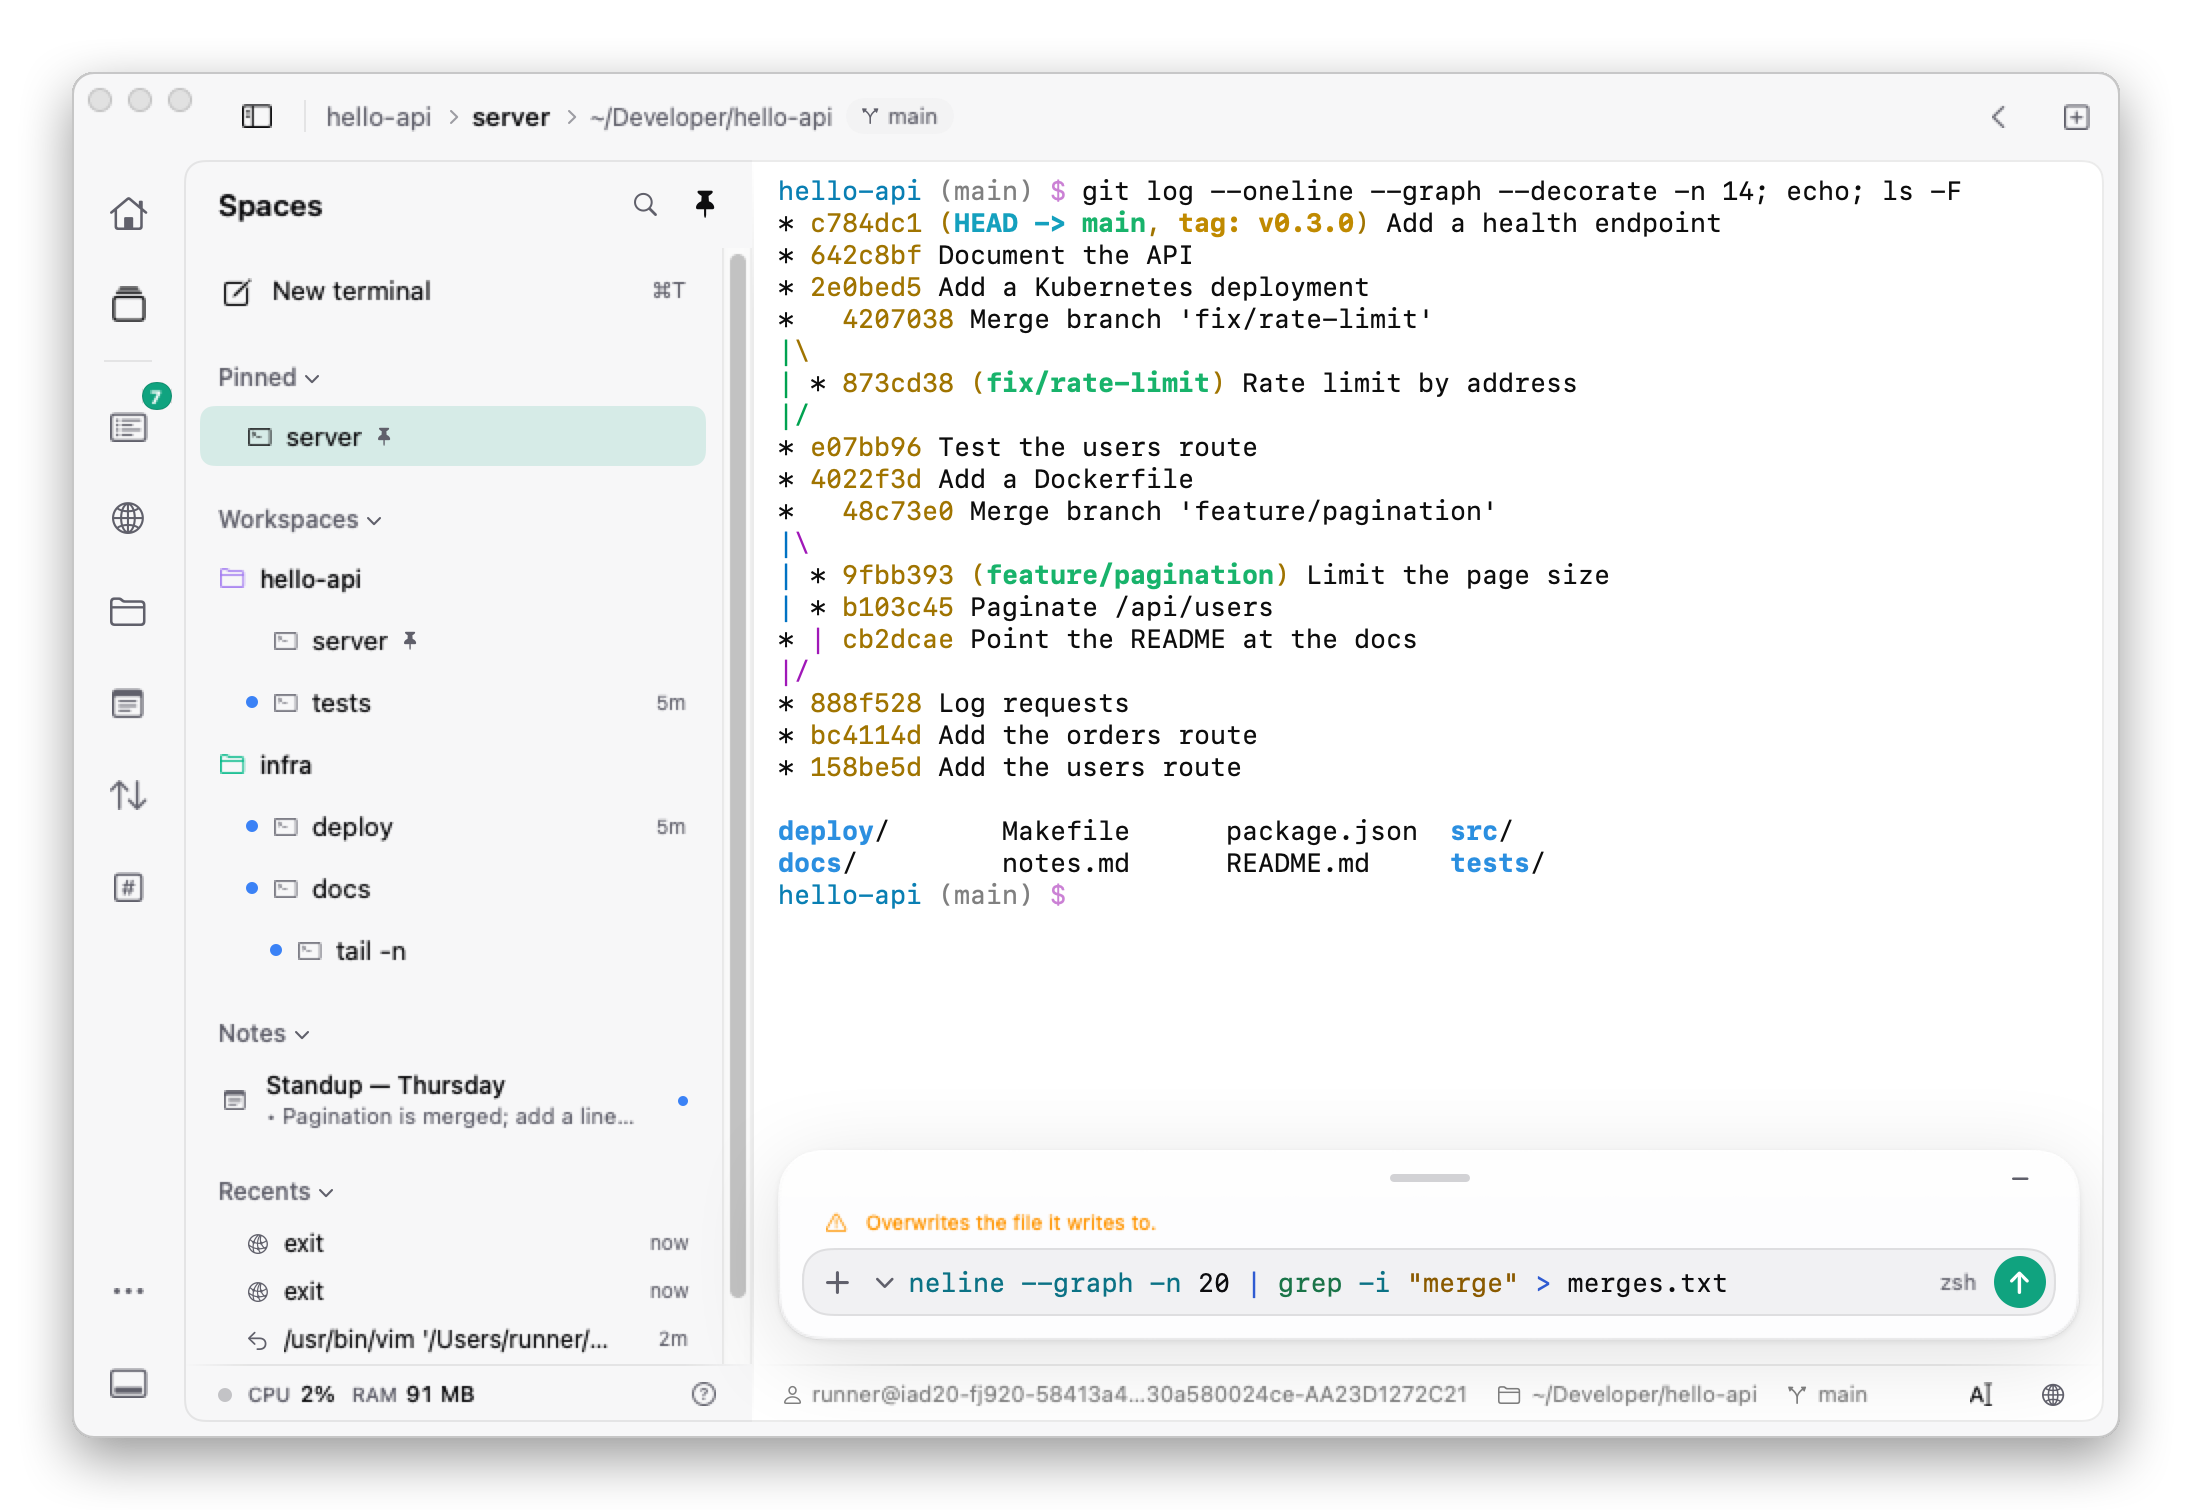 hello-api > server > ~/Developer/hello-api main
Spaces
New terminal ⌘T
Pinned
7
server
Workspaces
hello-api
server
tests 5m
infra
deploy 5m
docs
tail -n
Notes
Standup — Thursday
• Pagination is merged; add a line...
Recents
exit now
exit now
/usr/bin/vim '/Users/runner/... 2m
CPU 2% RAM 91 MB
hello-api (main) $ git log --oneline --graph --decorate -n 14; echo; ls -F
* c784dc1 (HEAD -> main, tag: v0.3.0) Add a health endpoint
* 642c8bf Document the API
* 2e0bed5 Add a Kubernetes deployment
*   4207038 Merge branch 'fix/rate-limit'
|\
| * 873cd38 (fix/rate-limit) Rate limit by address
|/
* e07bb96 Test the users route
* 4022f3d Add a Dockerfile
*   48c73e0 Merge branch 'feature/pagination'
|\
| * 9fbb393 (feature/pagination) Limit the page size
| * b103c45 Paginate /api/users
* | cb2dcae Point the README at the docs
|/
* 888f528 Log requests
* bc4114d Add the orders route
* 158be5d Add the users route
deploy/ Makefile package.json src/
docs/ notes.md README.md tests/
hello-api (main) $
Overwrites the file it writes to.
neline --graph -n 20 | grep -i "merge" > merges.txt zsh
runner@iad20-fj920-58413a4...30a580024ce-AA23D1272C21 ~/Developer/hello-api main